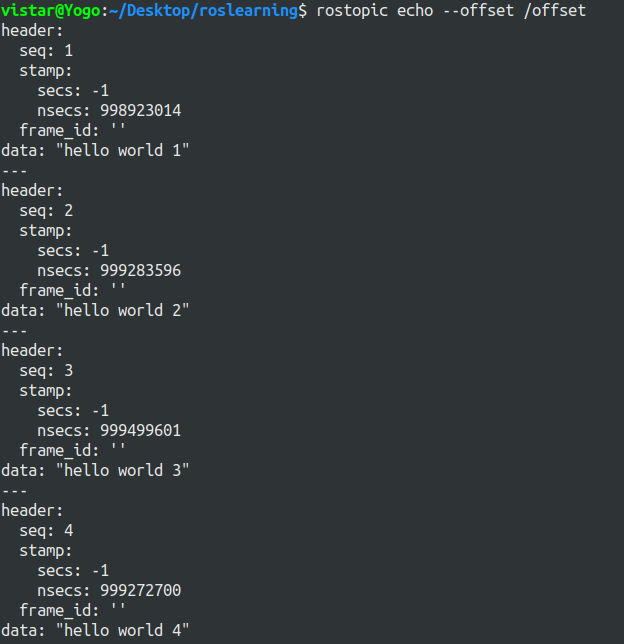 vistar@Yogo:~/Desktop/roslearning$ rostopic echo --offset /offset
header:
  seq: 1
  stamp:
    secs: -1
    nsecs: 998923014
  frame_id: ''
data: "hello world 1"
---
header:
  seq: 2
  stamp:
    secs: -1
    nsecs: 999283596
  frame_id: ''
data: "hello world 2"
---
header:
  seq: 3
  stamp:
    secs: -1
    nsecs: 999499601
  frame_id: ''
data: "hello world 3"
---
header:
  seq: 4
  stamp:
    secs: -1
    nsecs: 999272700
  frame_id: ''
data: "hello world 4"